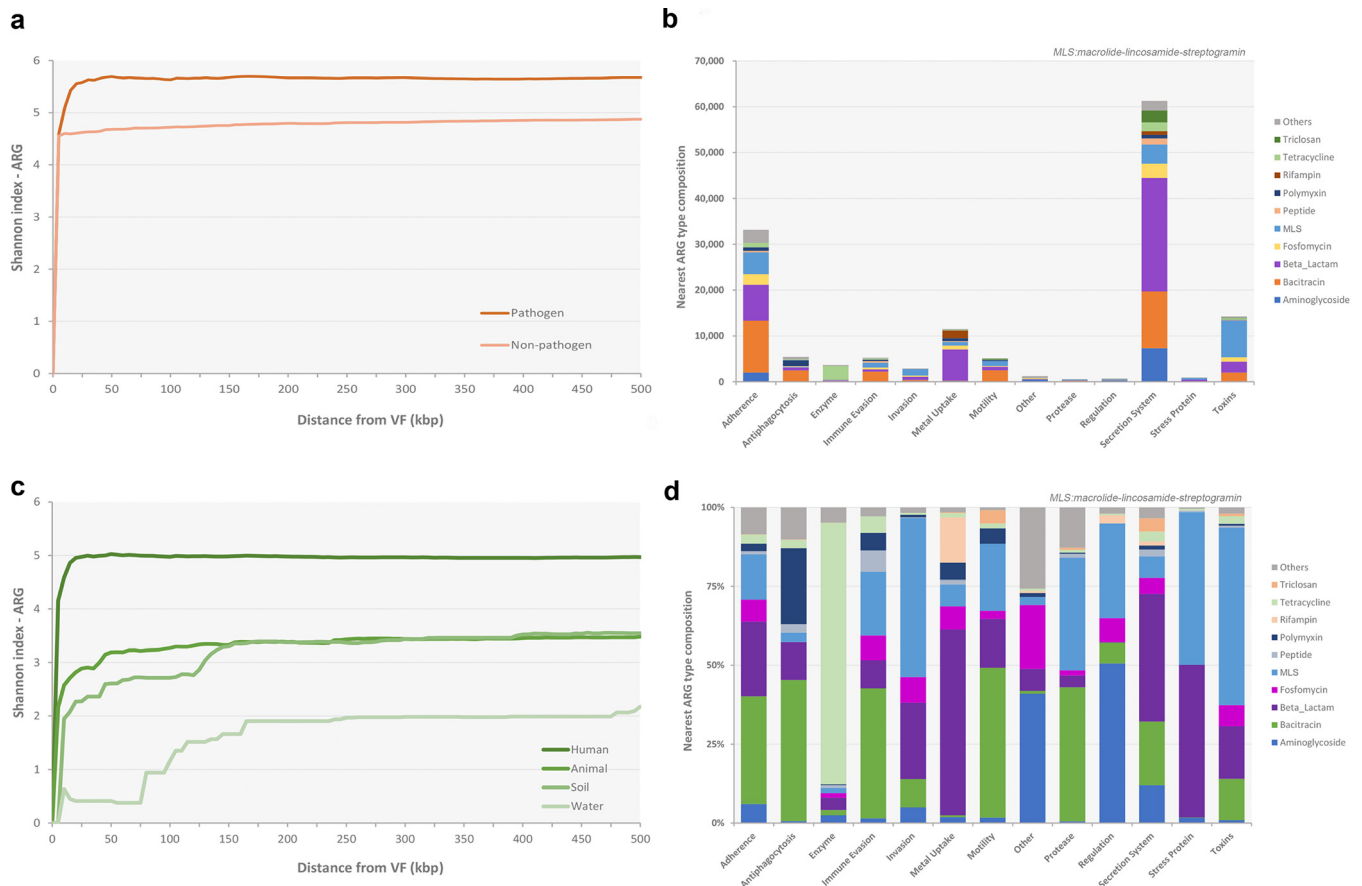 a
6
5
4
3
2
1
0
Shannon index - ARG
Pathogen
Non-pathogen
0
50
100
150
200
250
300
350
400
450
500
Distance from VF (kbp)
b
MLS:macrolide-lincosamide-streptogramin
70,000
60,000
50,000
40,000
30,000
20,000
10,000
0
Nearest ARG type composition
Adherence
Antiphagocytosis
Enzyme
Immune Evasion
Invasion
Metal Uptake
Motility
Other
Protease
Regulation
Secretion System
Stress Protein
Toxins
Others
Triclosan
Tetracycline
Rifampin
Polymyxin
Peptide
MLS
Fosfomycin
Beta_Lactam
Bacitracin
Aminoglycoside
c
6
5
4
3
2
1
0
Shannon index - ARG
Human
Animal
Soil
Water
0
50
100
150
200
250
300
350
400
450
500
Distance from VF (kbp)
d
MLS:macrolide-lincosamide-streptogramin
100%
75%
50%
25%
0%
Nearest ARG type composition
Adherence
Antiphagocytosis
Enzyme
Immune Evasion
Invasion
Metal Uptake
Motility
Other
Protease
Regulation
Secretion System
Stress Protein
Toxins
Others
Triclosan
Tetracycline
Rifampin
Polymyxin
Peptide
MLS
Fosfomycin
Beta_Lactam
Bacitracin
Aminoglycoside